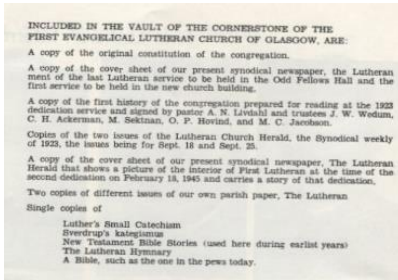 INCLUDED IN THE VAULT OF THE CORNERSTONE OF THE
FIRST EVANGELICAL LUTHERAN CHURCH OF GLASGOW, ARE:
A copy of the original constitution of the congregation.
A copy of the cover sheet of our present synodical newspaper, the Lutheran
ment of the last Lutheran service to be held in the Odd Fellows Hall and the
first service to be held in the new church building.
A copy of the first history of the congregation prepared for reading at the 1923
dedication service and signed by pastor A. N. Livdahl and trustees J. W. Wedum,
C. H. Ackerman, M. Sektnan, O. P. Hovind, and M. C. Jacobson.
Copies of the two issues of the Lutheran Church Herald, the Synodical weekly
of 1923, the issues being for Sept. 18 and Sept. 25.
A copy of the cover sheet of our present synodical newspaper, The Lutheran
Herald that shows a picture of the interior of First Lutheran at the time of the
second dedication on February 18, 1945 and carries a story of that dedication.
Two copies of different issues of our own parish paper, The Lutheran
Single copies of
Luther's Small Catechism
Sverdrup's kategismus
New Testament Bible Stories (used here during earlist years)
The Lutheran Hymnary
A Bible, such as the one in the pews today.